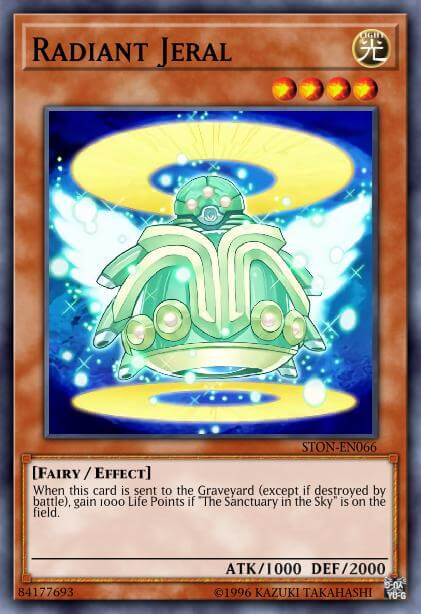 RADIANT JERAL
LIGHT
光
STON-EN066
[FAIRY / EFFECT]
When this card is sent to the Graveyard (except if destroyed by
battle), gain 1000 Life Points if "The Sanctuary in the Sky" is on the
field.
ATK/1000 DEF/2000
84177693
©1996 KAZUKI TAKAHASHI